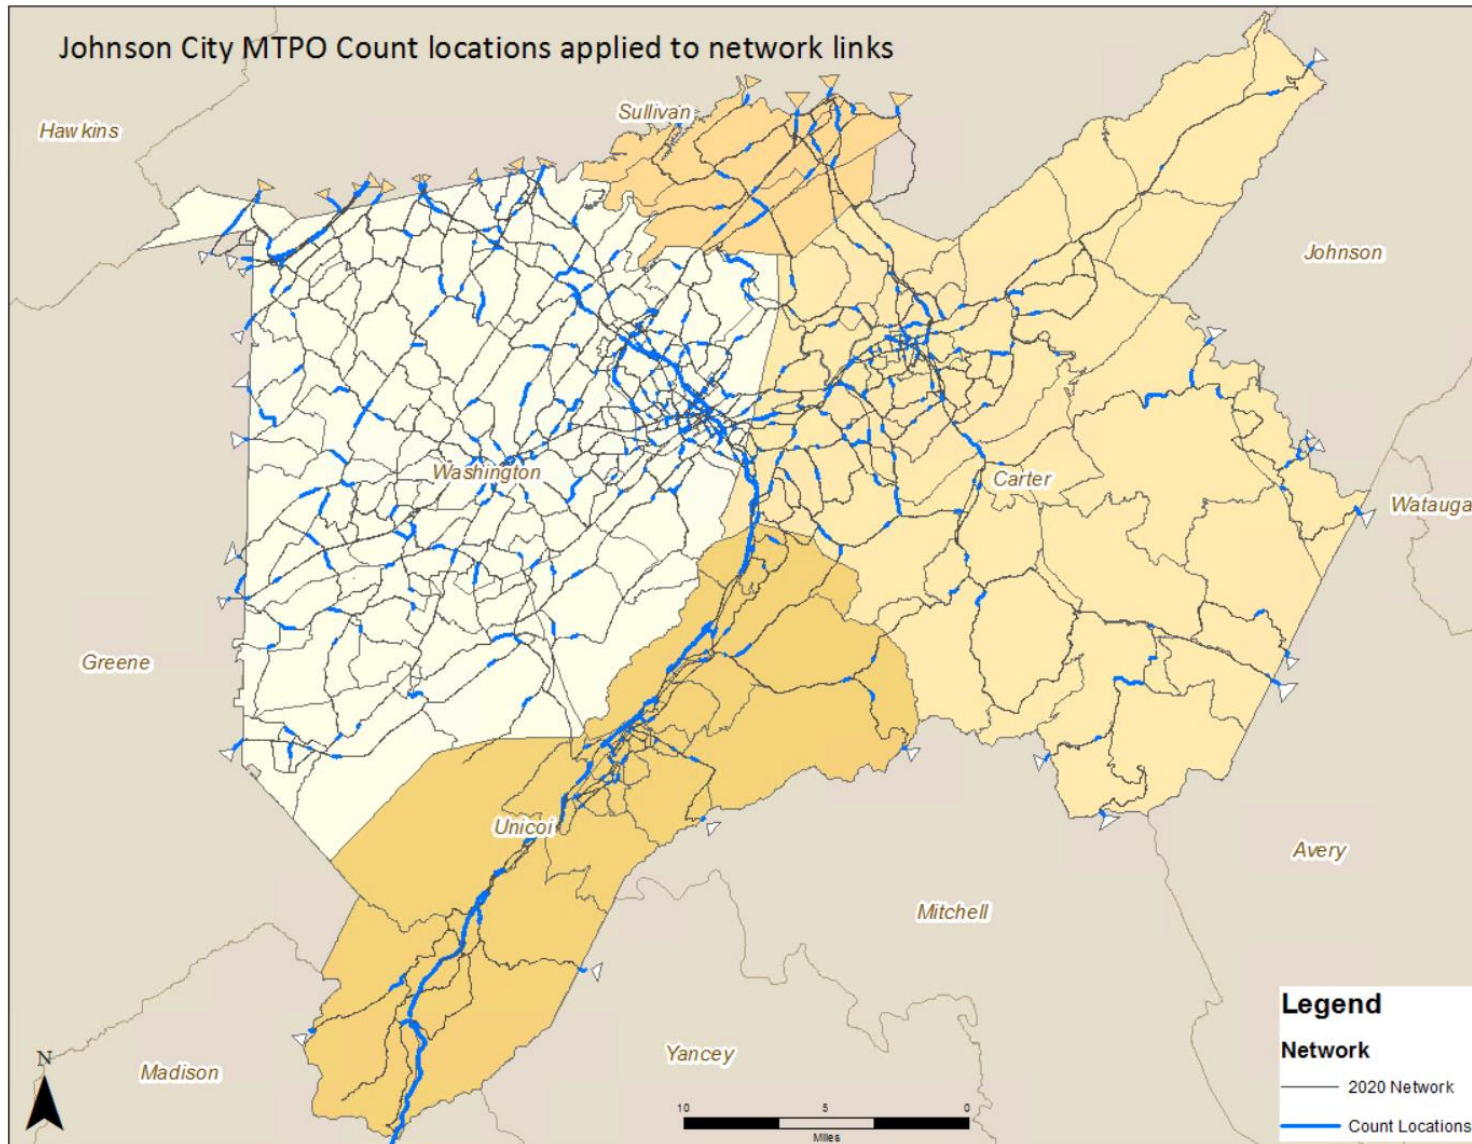 Johnson City MTPO Count locations applied to network links
Sullivan
Hawkins
Johnson
Washington
Carter
Watauga
Greene
Unicoi
Avery
Mitchell
Legend
Network
2020 Network
Count Locations
Yancey
Madison
N
10 5 0
Miles